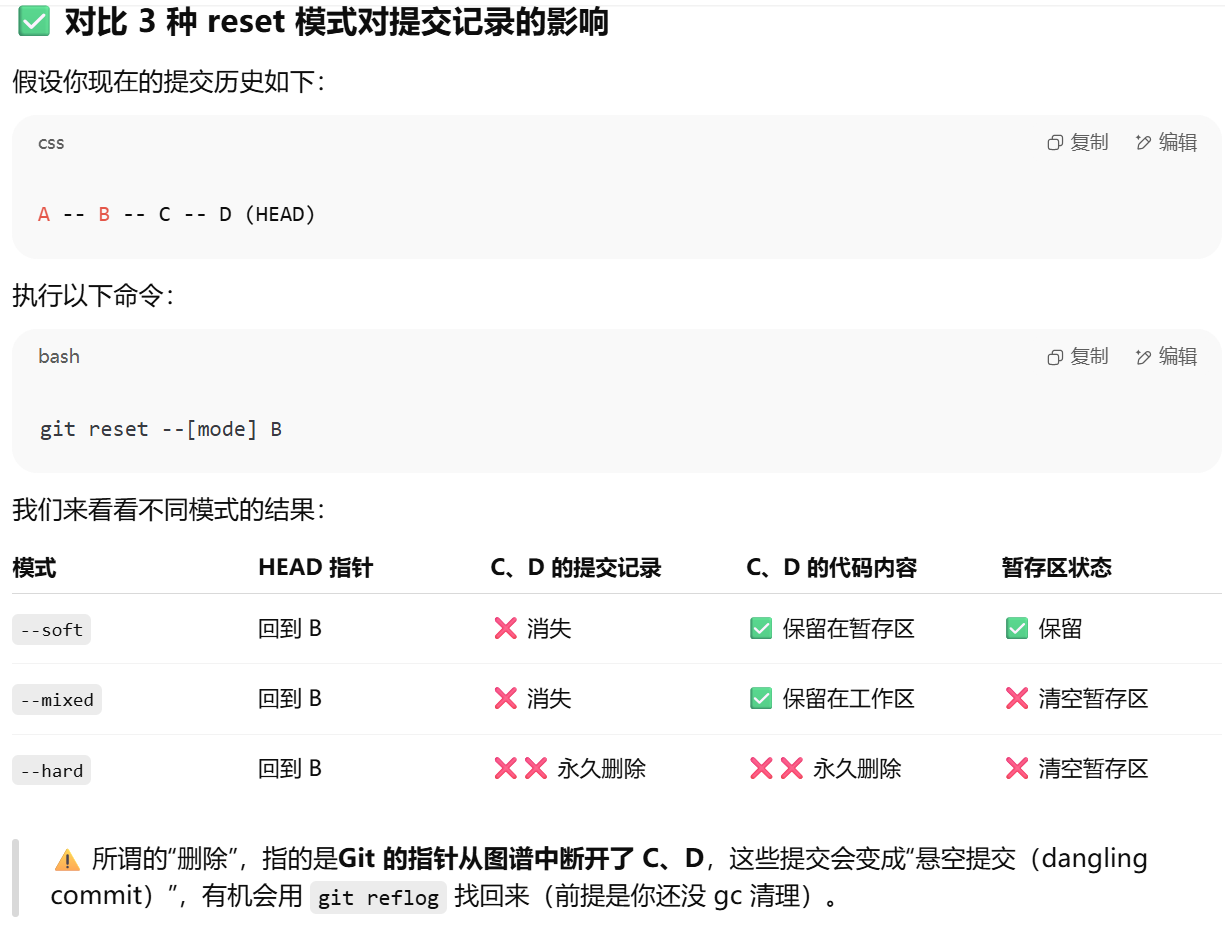 ✅ 对比 3 种 reset 模式对提交记录的影响
假设你现在的提交历史如下：
css 复制 编辑
A -- B -- C -- D (HEAD)
执行以下命令：
bash 复制 编辑
git reset --[mode] B
我们来看看不同模式的结果：
模式 HEAD 指针 C、D 的提交记录 C、D 的代码内容 暂存区状态
--soft 回到 B ❌ 消失 ✅ 保留在暂存区 ✅ 保留
--mixed 回到 B ❌ 消失 ✅ 保留在工作区 ❌ 清空暂存区
--hard 回到 B ❌❌ 永久删除 ❌❌ 永久删除 ❌ 清空暂存区
⚠️ 所谓的“删除”，指的是Git 的指针从图谱中断开了 C、D，这些提交会变成“悬空提交（dangling
commit）”，有机会用 git reflog 找回来（前提是你还没 gc 清理）。